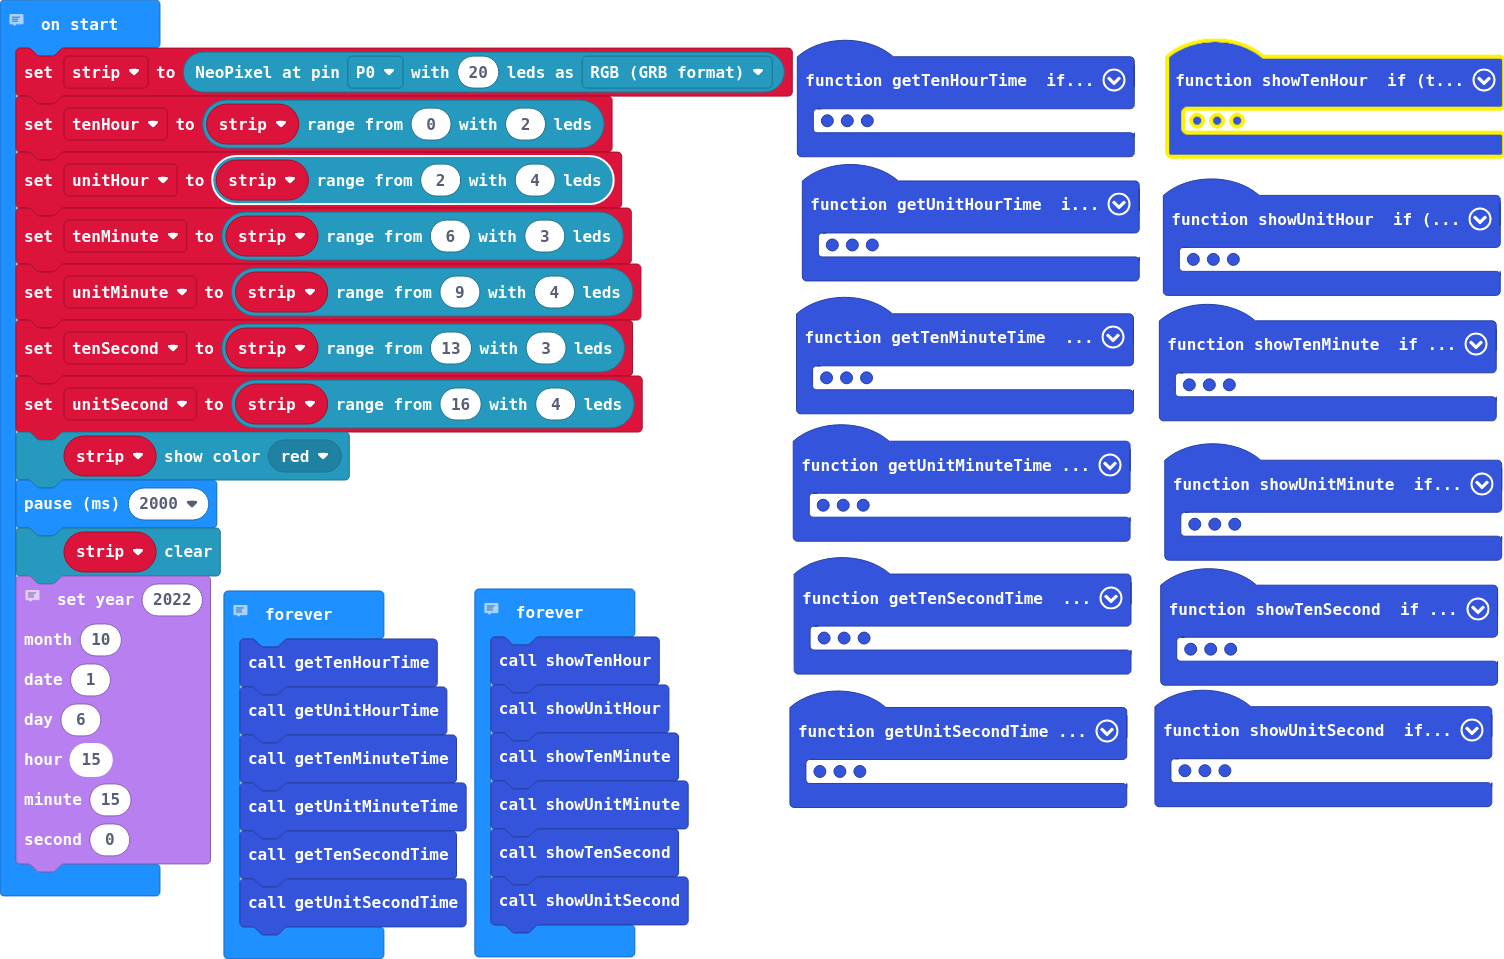 on start
set strip to NeoPixel at pin P0 with 20 leds as RGB (GRB format)
set tenHour to strip range from 0 with 2 leds
set unitHour to strip range from 2 with 4 leds
set tenMinute to strip range from 6 with 3 leds
set unitMinute to strip range from 9 with 4 leds
set tenSecond to strip range from 13 with 3 leds
set unitSecond to strip range from 16 with 4 leds
strip show color red
pause (ms) 2000
strip clear
set year 2022
month 10
date 1
day 6
hour 15
minute 15
second 0
forever
call getTenHourTime
call getUnitHourTime
call getTenMinuteTime
call getUnitMinuteTime
call getTenSecondTime
call getUnitSecondTime
forever
call showTenHour
call showUnitHour
call showTenMinute
call showUnitMinute
call showTenSecond
call showUnitSecond
function getTenHourTime if...
function getUnitHourTime i...
function getTenMinuteTime ...
function getUnitMinuteTime ...
function getTenSecondTime ...
function getUnitSecondTime ...
function showTenHour if (t...
function showUnitHour if (...
function showTenMinute if ...
function showUnitMinute if...
function showTenSecond if ...
function showUnitSecond if...